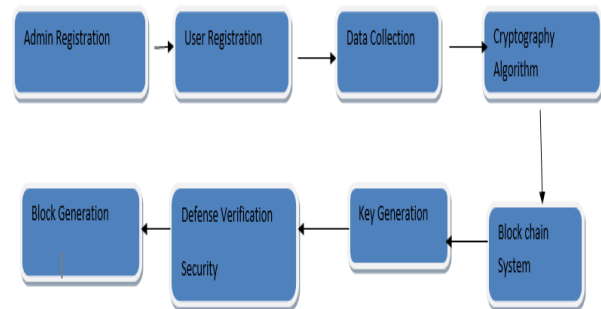 Admin Registration
User Registration
Data Collection
Cryptography
Algorithm
Block Generation
Defense Verification
Security
Key Generation
Block chain
System